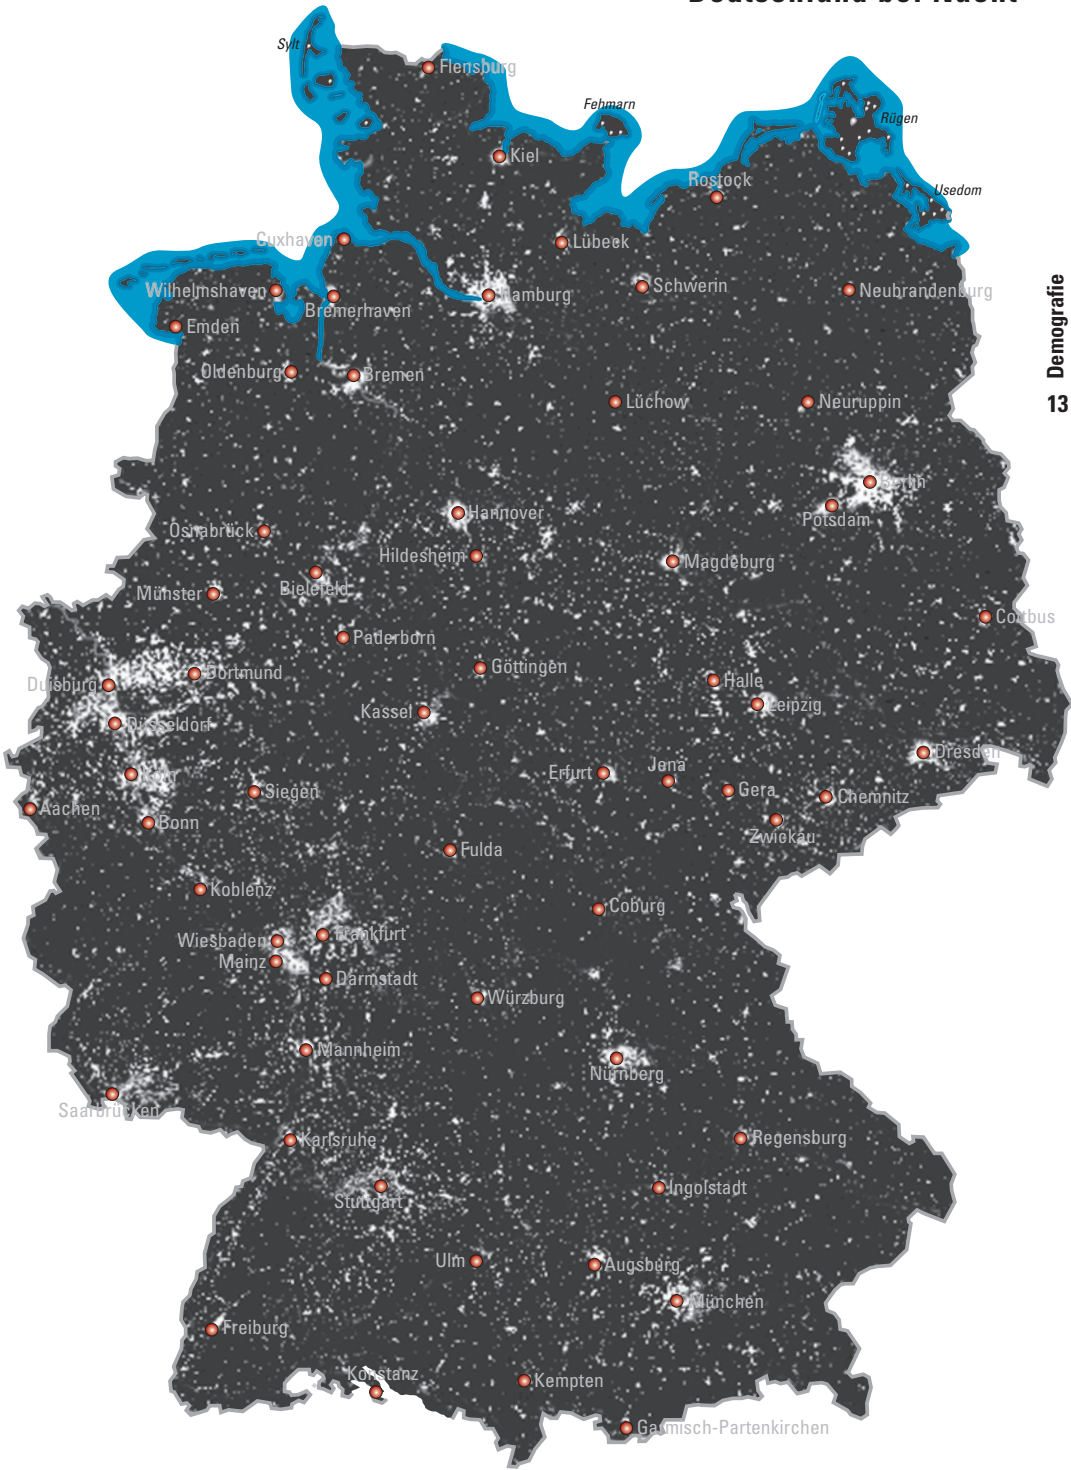 Deutschland bei Nacht
Sylt
Flensburg
Fehmarn
Rügen
Kiel
Rostock
Usedom
Cuxhaven
Lübeck
Wilhelmshaven
Hamburg
Schwerin
Neubrandenburg
Bremerhaven
Emden
Demografie
13
Oldenburg
Bremen
Lüchow
Neuruppin
Berlin
Hannover
Potsdam
Osnabrück
Hildesheim
Magdeburg
Bielefeld
Münster
Cottbus
Paderborn
Göttingen
Dortmund
Duisburg
Halle
Kassel
Leipzig
Düsseldorf
Dresden
Köln
Erfurt
Jena
Siegen
Gera
Chemnitz
Aachen
Bonn
Zwickau
Fulda
Koblenz
Coburg
Wiesbaden
Frankfurt
Mainz
Darmstadt
Würzburg
Mannheim
Nürnberg
Saarbrücken
Karlsruhe
Regensburg
Stuttgart
Ingolstadt
Ulm
Augsburg
München
Freiburg
Konstanz
Kempten
Garmisch-Partenkirchen